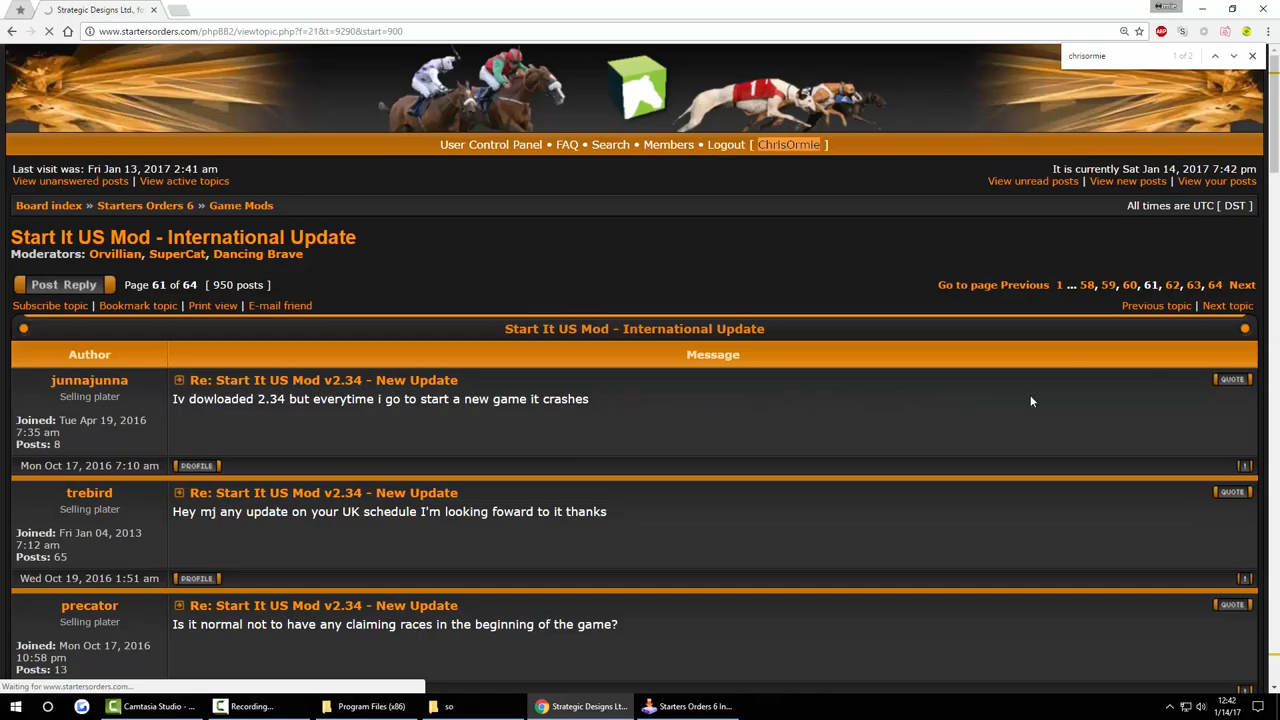 Strategic Designs Ltd., fo
www.startersorders.com/phpBB2/viewtopic.php?f=21&t=9290&start=900
chrisormie 1 of 2
User Control Panel • FAQ • Search • Members • Logout [ ChrisOrmie ]
Last visit was: Fri Jan 13, 2017 2:41 am
It is currently Sat Jan 14, 2017 7:42 pm
View unanswered posts | View active topics
View unread posts | View new posts | View your posts
Board index » Starters Orders 6 » Game Mods
All times are UTC [ DST ]
Start It US Mod - International Update
Moderators: Orvillian, SuperCat, Dancing Brave
Post Reply Page 61 of 64 [ 950 posts ]
Go to page Previous 1 ... 58, 59, 60, 61, 62, 63, 64 Next
Subscribe topic | Bookmark topic | Print view | E-mail friend
Previous topic | Next topic
Start It US Mod - International Update
Author Message
junnajunna
Re: Start It US Mod v2.34 - New Update
QUOTE
Selling plater
Iv dowloaded 2.34 but everytime i go to start a new game it crashes
Joined: Tue Apr 19, 2016
7:35 am
Posts: 8
Mon Oct 17, 2016 7:10 am
PROFILE
trebird
Re: Start It US Mod v2.34 - New Update
QUOTE
Selling plater
Hey mj any update on your UK schedule I'm looking foward to it thanks
Joined: Fri Jan 04, 2013
7:12 am
Posts: 65
Wed Oct 19, 2016 1:51 am
PROFILE
precator
Re: Start It US Mod v2.34 - New Update
QUOTE
Selling plater
Is it normal not to have any claiming races in the beginning of the game?
Joined: Mon Oct 17, 2016
10:58 pm
Posts: 13
Waiting for www.startersorders.com...
Camtasia Studio - ...
Recording...
Program Files (x86)
so
Strategic Designs Lt...
Starters Orders 6 In...
12:42
1/14/17